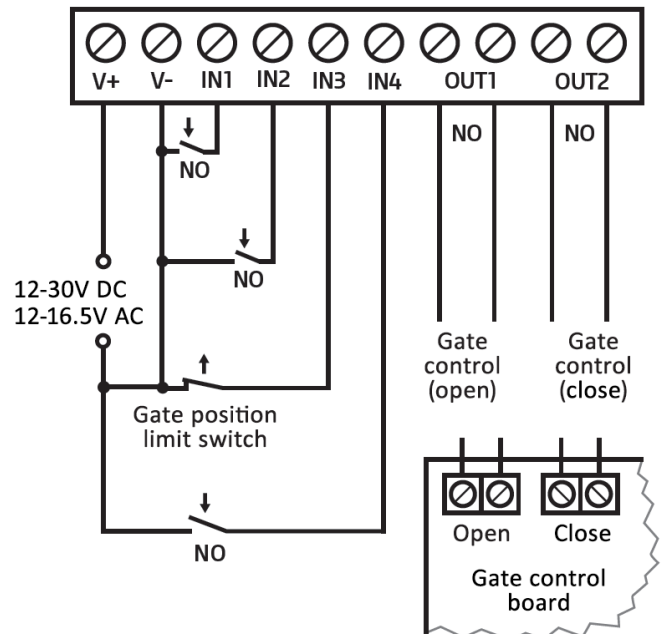 V+ V- IN1 IN2 IN3 IN4 OUT1 OUT2
NO NO
NO
NO
12-30V DC
12-16.5V AC
Gate
control
(open)
Gate
control
(close)
Gate position
limit switch
NO
Open Close
Gate control
board